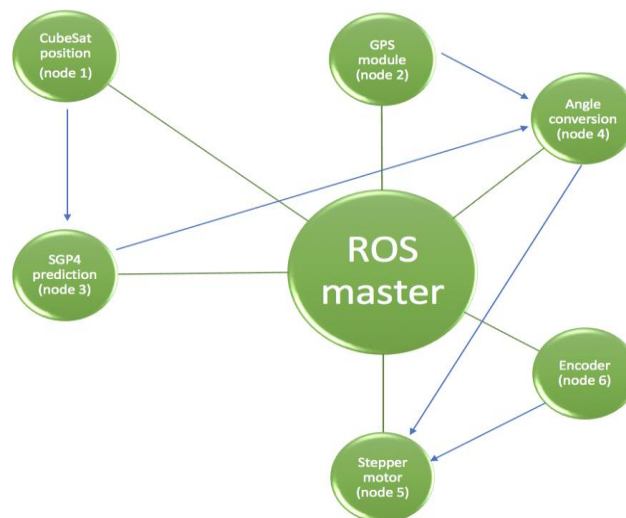 CubeSat
position
(node 1)
GPS
module
(node 2)
Angle
conversion
(node 4)
SGP4
prediction
(node 3)
ROS
master
Encoder
(node 6)
Stepper
motor
(node 5)